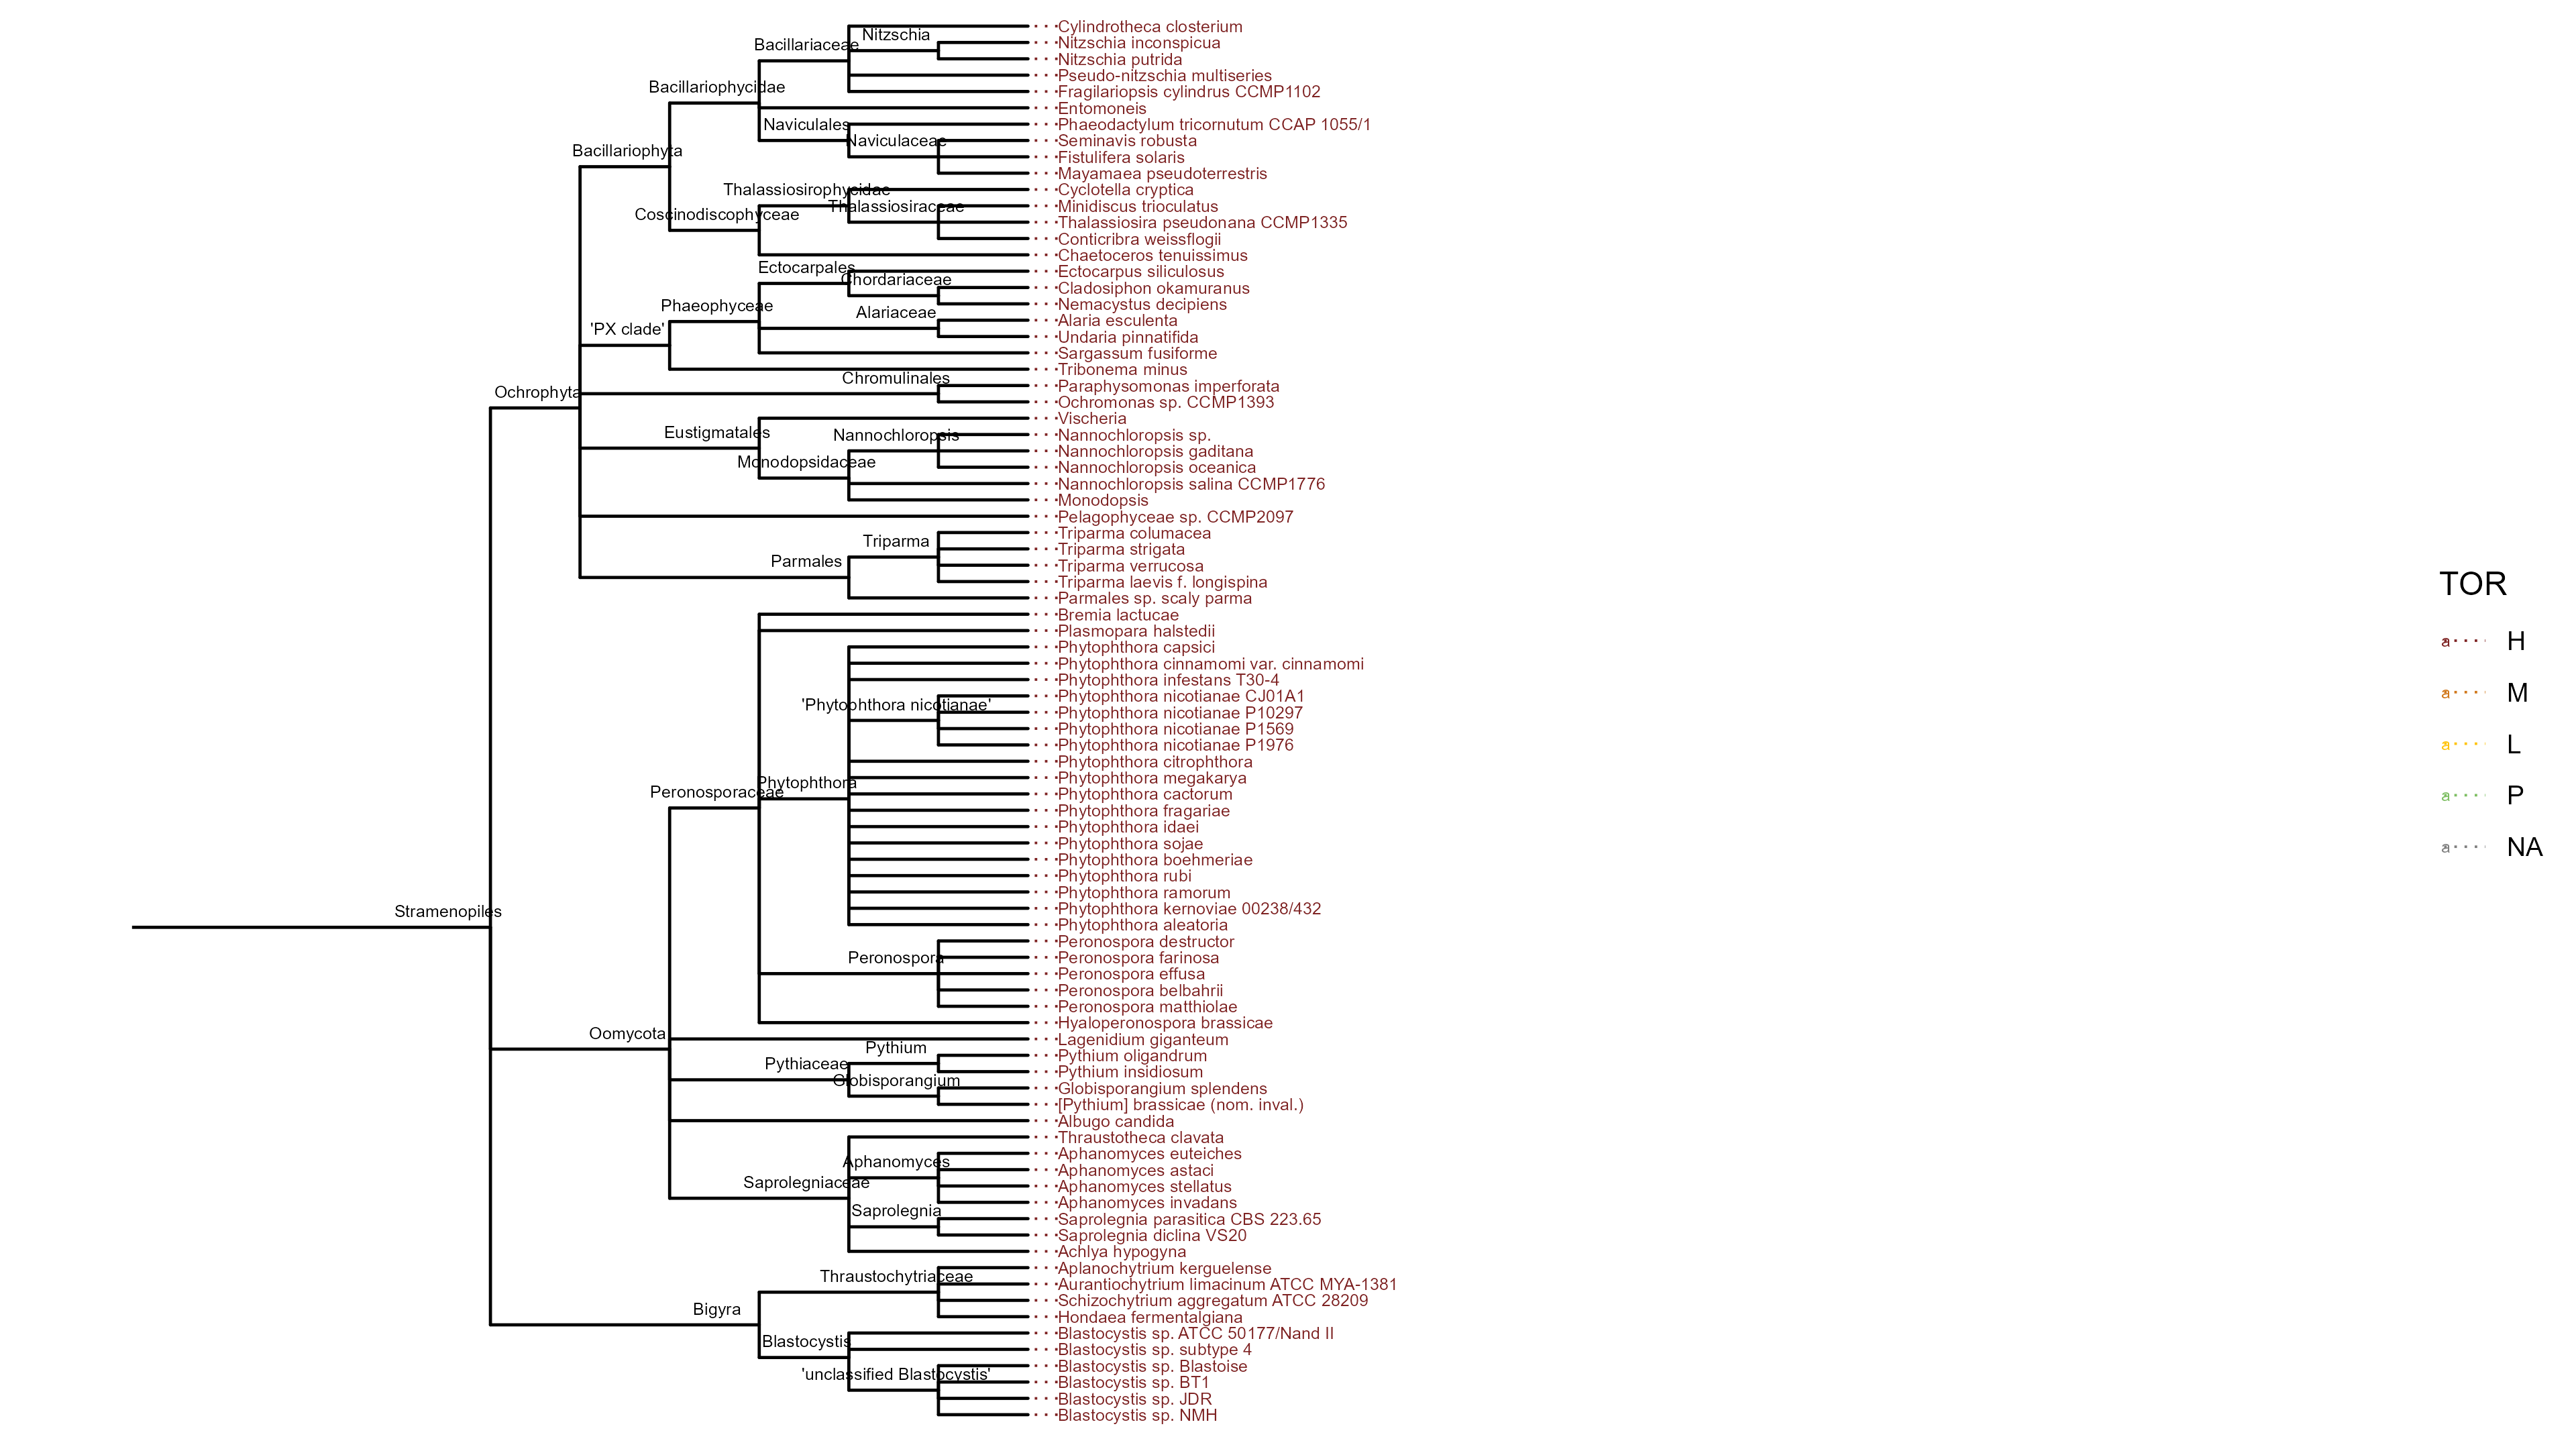 Cylindrotheca closterium
Nitzschia
Nitzschia inconspicua
Bacillariaceae
Nitzschia putrida
Pseudo-nitzschia multiseries
Bacillariophycidae
Fragilariopsis cylindrus CCMP1102
Entomoneis
Naviculales
Phaeodactylum tricornutum CCAP 1055/1
Naviculaceae
Seminavis robusta
Bacillariophyta
Fistulifera solaris
Mayamaea pseudoterrestris
Thalassiosirophycidae
Cyclotella cryptica
Thalassiosiraceae
Minidiscus trioculatus
Coscinodiscophyceae
Thalassiosira pseudonana CCMP1335
Conticribra weissflogii
Chaetoceros tenuissimus
Ectocarpales
Ectocarpus siliculosus
Chordariaceae
Cladosiphon okamuranus
Phaeophyceae
Nemacystus decipiens
Alariaceae
Alaria esculenta
'PX clade'
Undaria pinnatifida
Sargassum fusiforme
Tribonema minus
Chromulinales
Paraphysomonas imperforata
Ochrophyta
Ochromonas sp. CCMP1393
Vischeria
Eustigmatales
Nannochloropsis
Nannochloropsis sp.
Nannochloropsis gaditana
Monodopsidaceae
Nannochloropsis oceanica
Nannochloropsis salina CCMP1776
Monodopsis
Pelagophyceae sp. CCMP2097
Triparma columacea
Triparma
Triparma strigata
Parmales
Triparma verrucosa
Triparma laevis f. longispina
Parmales sp. scaly parma
Bremia lactucae
Plasmopara halstedii
Phytophthora capsici
Phytophthora cinnamomi var. cinnamomi
Phytophthora infestans T30-4
Phytophthora nicotianae CJ01A1
'Phytophthora nicotianae'
Phytophthora nicotianae P10297
Phytophthora nicotianae P1569
Phytophthora nicotianae P1976
Phytophthora citrophthora
Phytophthora
Phytophthora megakarya
Peronosporaceae
Phytophthora cactorum
Phytophthora fragariae
Phytophthora idaei
Phytophthora sojae
Phytophthora boehmeriae
Phytophthora rubi
Phytophthora ramorum
Stramenopiles
Phytophthora kernoviae 00238/432
Phytophthora aleatoria
Peronospora destructor
Peronospora
Peronospora farinosa
Peronospora effusa
Peronospora belbahrii
Peronospora matthiolae
Hyaloperonospora brassicae
Oomycota
Lagenidium giganteum
Pythium
Pythium oligandrum
Pythiaceae
Pythium insidiosum
Globisporangium
Globisporangium splendens
[Pythium] brassicae (nom. inval.)
Albugo candida
Thraustotheca clavata
Aphanomyces
Aphanomyces euteiches
Aphanomyces astaci
Saprolegniaceae
Aphanomyces stellatus
Aphanomyces invadans
Saprolegnia
Saprolegnia parasitica CBS 223.65
Saprolegnia diclina VS20
Achlya hypogyna
Aplanochytrium kerguelense
Thraustochytriaceae
Aurantiochytrium limacinum ATCC MYA-1381
Bigyra
Schizochytrium aggregatum ATCC 28209
Hondaea fermentalgiana
Blastocystis
Blastocystis sp. ATCC 50177/Nand II
Blastocystis sp. subtype 4
'unclassified Blastocystis'
Blastocystis sp. Blastoise
Blastocystis sp. BT1
Blastocystis sp. JDR
Blastocystis sp. NMH
TOR
a H
a M
a L
a P
a NA